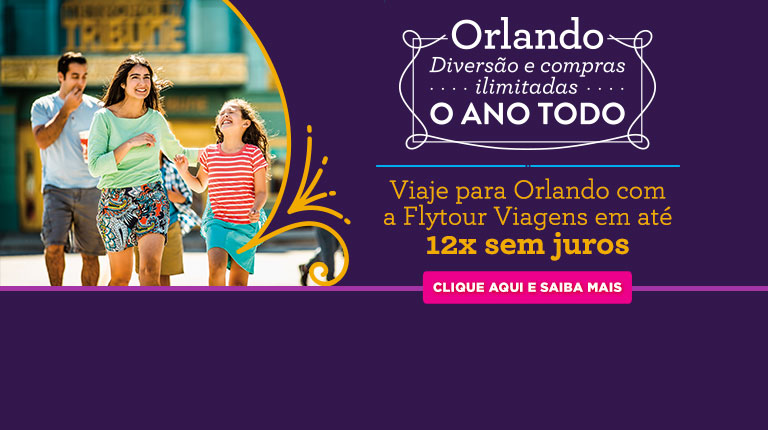 TRIBUTE
Orlando
Diversão e compras
ilimitadas
O ANO TODO
Viaje para Orlando com
a Flytour Viagens em até
12x sem juros
CLIQUE AQUI E SAIBA MAIS